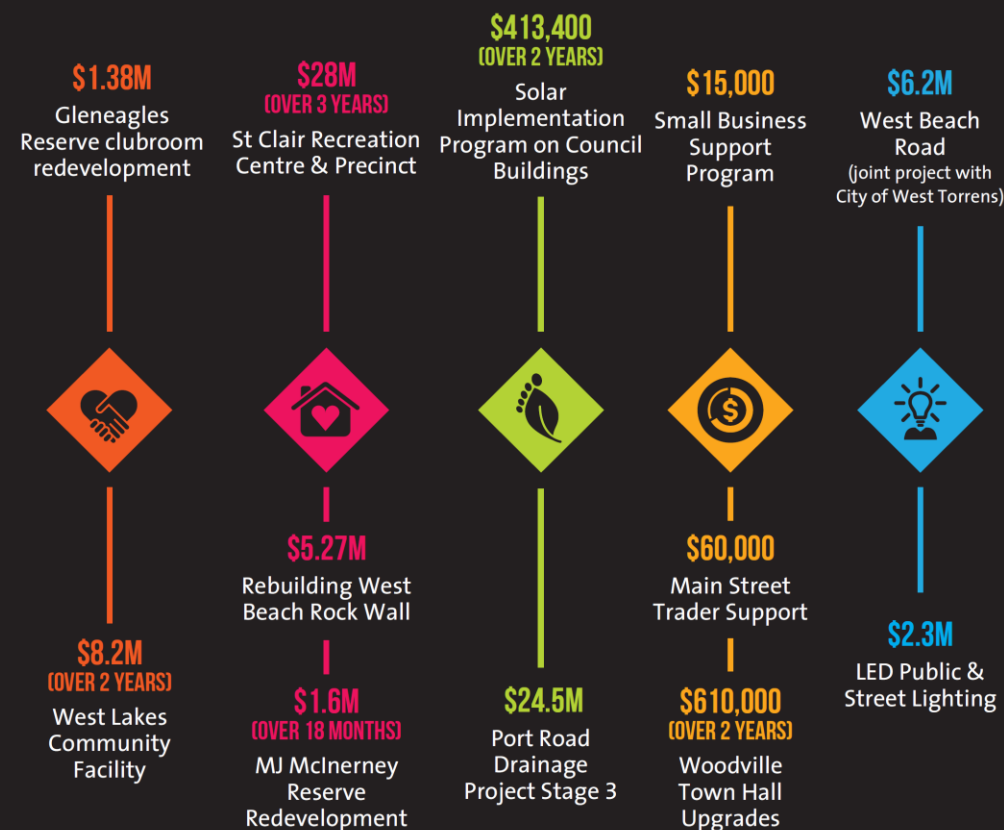 $1.38M
Gleneagles
Reserve clubroom
redevelopment
$8.2M
(OVER 2 YEARS)
West Lakes
Community
Facility
$28M
(OVER 3 YEARS)
St Clair Recreation
Centre & Precinct
$5.27M
Rebuilding West
Beach Rock Wall
$1.6M
(OVER 18 MONTHS)
MJ McInerney
Reserve
Redevelopment
$413,400
(OVER 2 YEARS)
Solar
Implementation
Program on Council
Buildings
$24.5M
Port Road
Drainage
Project Stage 3
$15,000
Small Business
Support
Program
$
$60,000
Main Street
Trader Support
$610,000
(OVER 2 YEARS)
Woodville
Town Hall
Upgrades
$6.2M
West Beach
Road
(joint project with
City of West Torrens)
$2.3M
LED Public &
Street Lighting